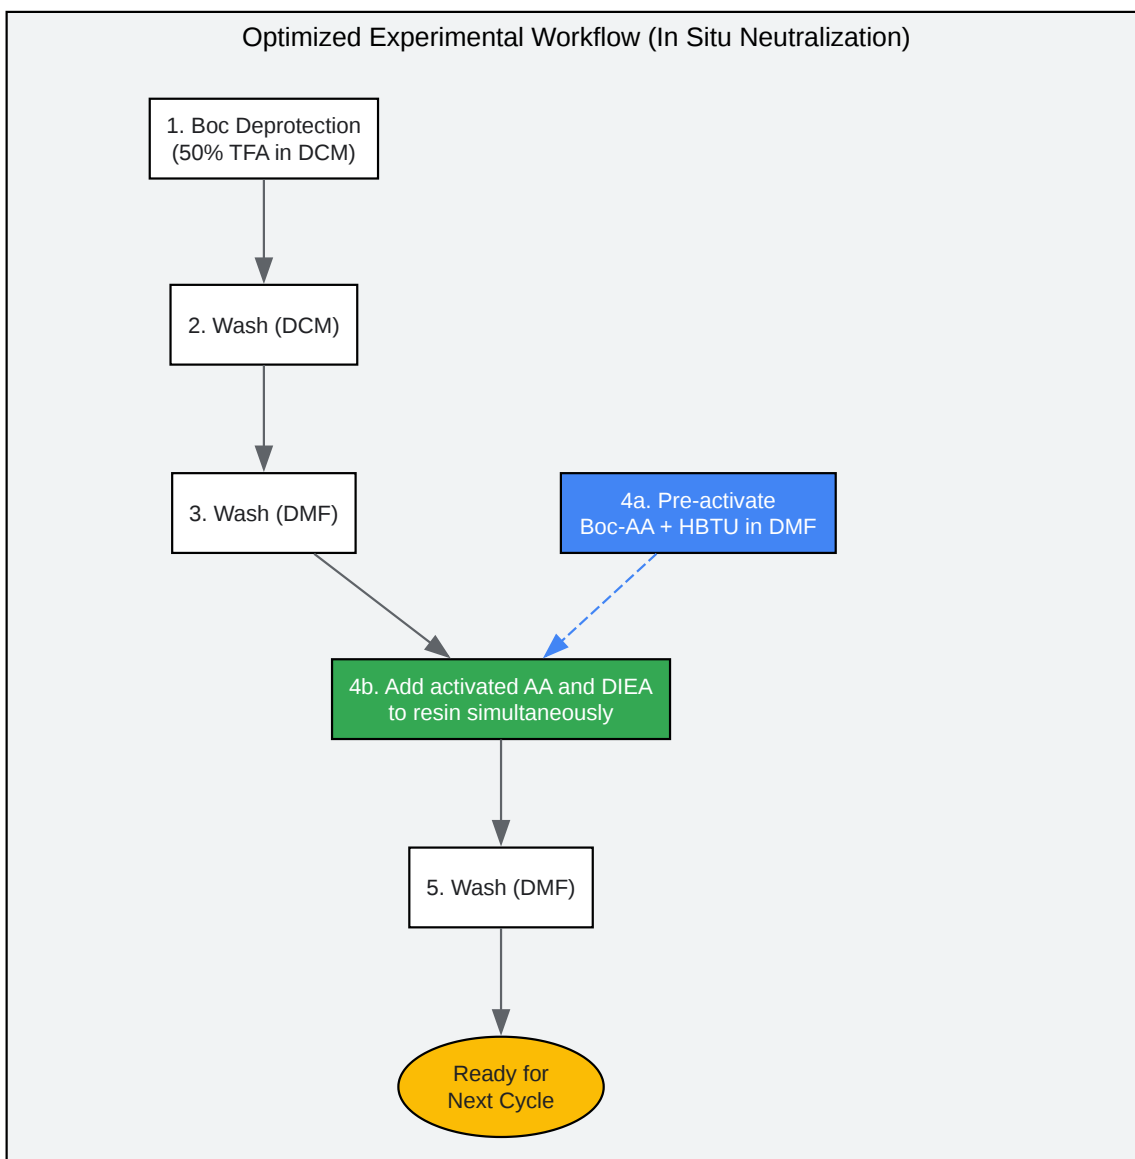 Optimized Experimental Workflow (In Situ Neutralization)
1. Boc Deprotection
(50% TFA in DCM)
2. Wash (DCM)
3. Wash (DMF)
4a. Pre-activate
Boc-AA + HBTU in DMF
4b. Add activated AA and DIEA
to resin simultaneously
5. Wash (DMF)
Ready for
Next Cycle